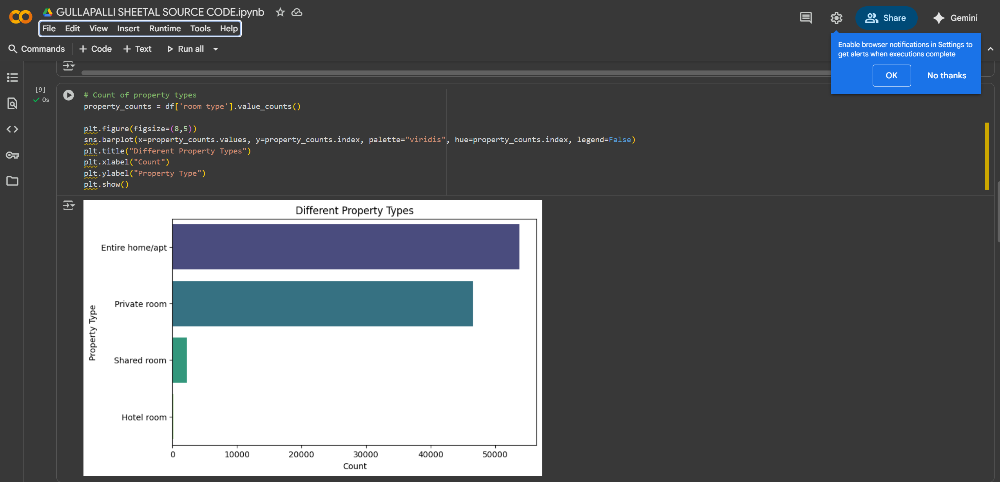 GULLAPALLI SHEETAL SOURCE CODE.ipynb
File Edit View Insert Runtime Tools Help
Share
Gemini
Commands
Code
Text
Run all
Enable browser notifications in Settings to
get alerts when executions complete
OK
No thanks
[9]
0s
# Count of property types
property_counts = df['room type'].value_counts()
plt.figure(figsize=(8,5))
sns.barplot(x=property_counts.values, y=property_counts.index, palette="viridis", hue=property_counts.index, legend=False)
plt.title("Different Property Types")
plt.xlabel("Count")
plt.ylabel("Property Type")
plt.show()
Different Property Types
Property Type
Entire home/apt
Private room
Shared room
Hotel room
0 10000 20000 30000 40000 50000
Count